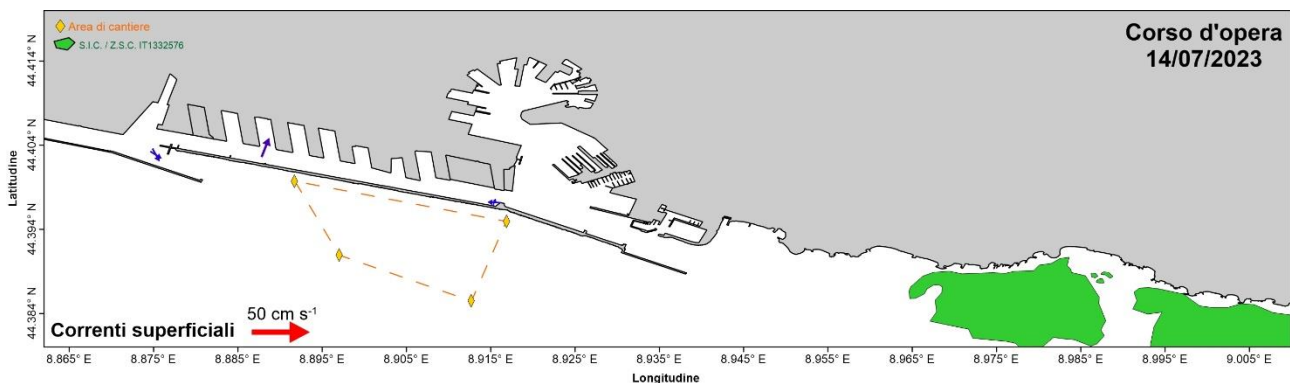 Area di cantiere
S.I.C. / Z.S.C. IT1332576
Corso d'opera
14/07/2023
Latitudine
44.414° N
44.404° N
44.394° N
44.384° N
Correnti superficiali
50 cm s⁻¹
8.865° E 8.875° E 8.885° E 8.895° E 8.905° E 8.915° E 8.925° E 8.935° E 8.945° E 8.955° E 8.965° E 8.975° E 8.985° E 8.995° E 9.005° E
Longitudine